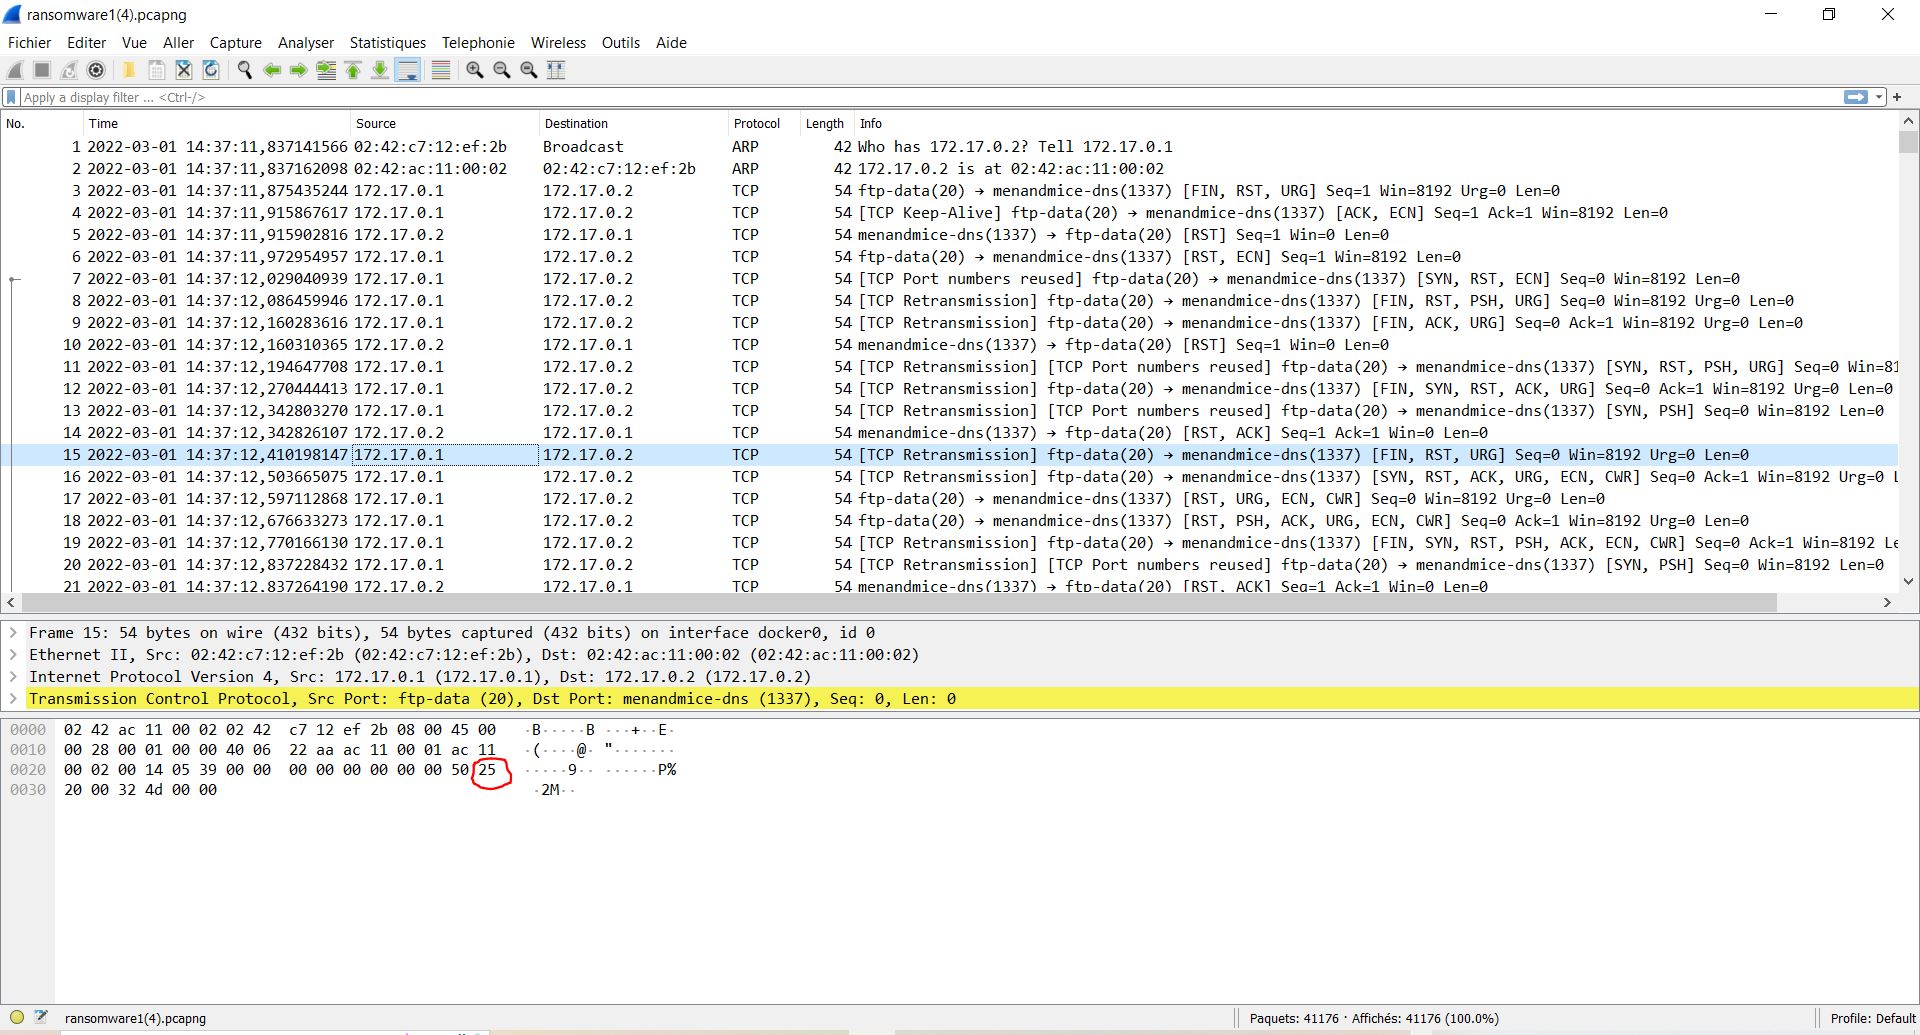 ransomware1(4).pcapng
Fichier Editer Vue Aller Capture Analyser Statistiques Telephonie Wireless Outils Aide
Apply a display filter ... <Ctrl-/>
No. Time Source Destination Protocol Length Info
1 2022-03-01 14:37:11,837141566 02:42:c7:12:ef:2b Broadcast ARP 42 Who has 172.17.0.2? Tell 172.17.0.1
2 2022-03-01 14:37:11,837162098 02:42:ac:11:00:02 02:42:c7:12:ef:2b ARP 42 172.17.0.2 is at 02:42:ac:11:00:02
3 2022-03-01 14:37:11,875435244 172.17.0.1 172.17.0.2 TCP 54 ftp-data(20) → menandmice-dns(1337) [FIN, RST, URG] Seq=1 Win=8192 Urg=0 Len=0
4 2022-03-01 14:37:11,915867617 172.17.0.1 172.17.0.2 TCP 54 [TCP Keep-Alive] ftp-data(20) → menandmice-dns(1337) [ACK, ECN] Seq=1 Ack=1 Win=8192 Len=0
5 2022-03-01 14:37:11,915902816 172.17.0.2 172.17.0.1 TCP 54 menandmice-dns(1337) → ftp-data(20) [RST] Seq=1 Win=0 Len=0
6 2022-03-01 14:37:11,972954957 172.17.0.1 172.17.0.2 TCP 54 ftp-data(20) → menandmice-dns(1337) [RST, ECN] Seq=1 Win=8192 Len=0
7 2022-03-01 14:37:12,029040939 172.17.0.1 172.17.0.2 TCP 54 [TCP Port numbers reused] ftp-data(20) → menandmice-dns(1337) [SYN, RST, ECN] Seq=0 Win=8192 Len=0
8 2022-03-01 14:37:12,086459946 172.17.0.1 172.17.0.2 TCP 54 [TCP Retransmission] ftp-data(20) → menandmice-dns(1337) [FIN, RST, PSH, URG] Seq=0 Win=8192 Urg=0 Len=0
9 2022-03-01 14:37:12,160283616 172.17.0.1 172.17.0.2 TCP 54 [TCP Retransmission] ftp-data(20) → menandmice-dns(1337) [FIN, ACK, URG] Seq=0 Ack=1 Win=8192 Urg=0 Len=0
10 2022-03-01 14:37:12,160310365 172.17.0.2 172.17.0.1 TCP 54 menandmice-dns(1337) → ftp-data(20) [RST] Seq=1 Win=0 Len=0
11 2022-03-01 14:37:12,194647708 172.17.0.1 172.17.0.2 TCP 54 [TCP Retransmission] [TCP Port numbers reused] ftp-data(20) → menandmice-dns(1337) [SYN, RST, PSH, URG] Seq=0 Win=81
12 2022-03-01 14:37:12,270444413 172.17.0.1 172.17.0.2 TCP 54 [TCP Retransmission] ftp-data(20) → menandmice-dns(1337) [FIN, SYN, RST, ACK, URG] Seq=0 Ack=1 Win=8192 Urg=0 Len=0
13 2022-03-01 14:37:12,342803270 172.17.0.1 172.17.0.2 TCP 54 [TCP Retransmission] [TCP Port numbers reused] ftp-data(20) → menandmice-dns(1337) [SYN, PSH] Seq=0 Win=8192 Len=0
14 2022-03-01 14:37:12,342826107 172.17.0.2 172.17.0.1 TCP 54 menandmice-dns(1337) → ftp-data(20) [RST, ACK] Seq=1 Ack=1 Win=0 Len=0
15 2022-03-01 14:37:12,410198147 172.17.0.1 172.17.0.2 TCP 54 [TCP Retransmission] ftp-data(20) → menandmice-dns(1337) [FIN, RST, URG] Seq=0 Win=8192 Urg=0 Len=0
16 2022-03-01 14:37:12,503665075 172.17.0.1 172.17.0.2 TCP 54 [TCP Retransmission] ftp-data(20) → menandmice-dns(1337) [SYN, RST, ACK, URG, ECN, CWR] Seq=0 Ack=1 Win=8192 Urg=0 L
17 2022-03-01 14:37:12,597112868 172.17.0.1 172.17.0.2 TCP 54 ftp-data(20) → menandmice-dns(1337) [RST, URG, ECN, CWR] Seq=0 Win=8192 Urg=0 Len=0
18 2022-03-01 14:37:12,676633273 172.17.0.1 172.17.0.2 TCP 54 ftp-data(20) → menandmice-dns(1337) [RST, PSH, ACK, URG, ECN, CWR] Seq=0 Ack=1 Win=8192 Urg=0 Len=0
19 2022-03-01 14:37:12,770166130 172.17.0.1 172.17.0.2 TCP 54 [TCP Retransmission] ftp-data(20) → menandmice-dns(1337) [FIN, SYN, RST, PSH, ACK, ECN, CWR] Seq=0 Ack=1 Win=8192 Le
20 2022-03-01 14:37:12,837228432 172.17.0.1 172.17.0.2 TCP 54 [TCP Retransmission] [TCP Port numbers reused] ftp-data(20) → menandmice-dns(1337) [SYN, PSH] Seq=0 Win=8192 Len=0
21 2022-03-01 14:37:12,837264190 172.17.0.2 172.17.0.1 TCP 54 menandmice-dns(1337) → ftp-data(20) [RST, ACK] Seq=1 Ack=1 Win=0 Len=0
Frame 15: 54 bytes on wire (432 bits), 54 bytes captured (432 bits) on interface docker0, id 0
Ethernet II, Src: 02:42:c7:12:ef:2b (02:42:c7:12:ef:2b), Dst: 02:42:ac:11:00:02 (02:42:ac:11:00:02)
Internet Protocol Version 4, Src: 172.17.0.1 (172.17.0.1), Dst: 172.17.0.2 (172.17.0.2)
Transmission Control Protocol, Src Port: ftp-data (20), Dst Port: menandmice-dns (1337), Seq: 0, Len: 0
0000 02 42 ac 11 00 02 02 42 c7 12 ef 2b 08 00 45 00 ·B·····B ···+··E·
0010 00 28 00 01 00 00 40 06 22 aa ac 11 00 01 ac 11 ·(····@· "·······
0020 00 02 00 14 05 39 00 00 00 00 00 00 00 00 50 25 ·····9·· ······P%
0030 20 00 32 4d 00 00 ·2M··
ransomware1(4).pcapng Paquets: 41176 · Affichés: 41176 (100.0%) Profile: Default